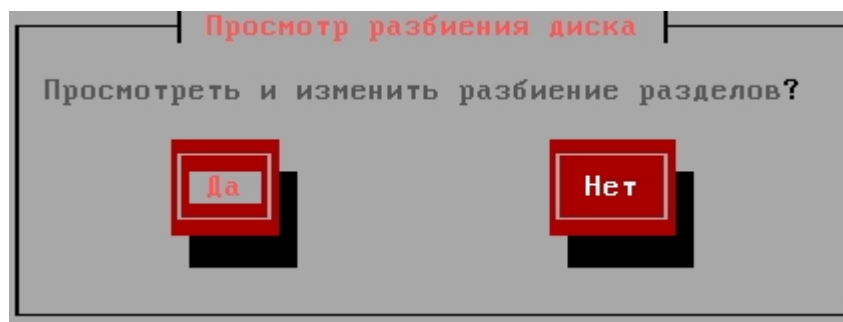 Просмотр разбиения диска
Просмотреть и изменить разбиение разделов?
Да
Нет